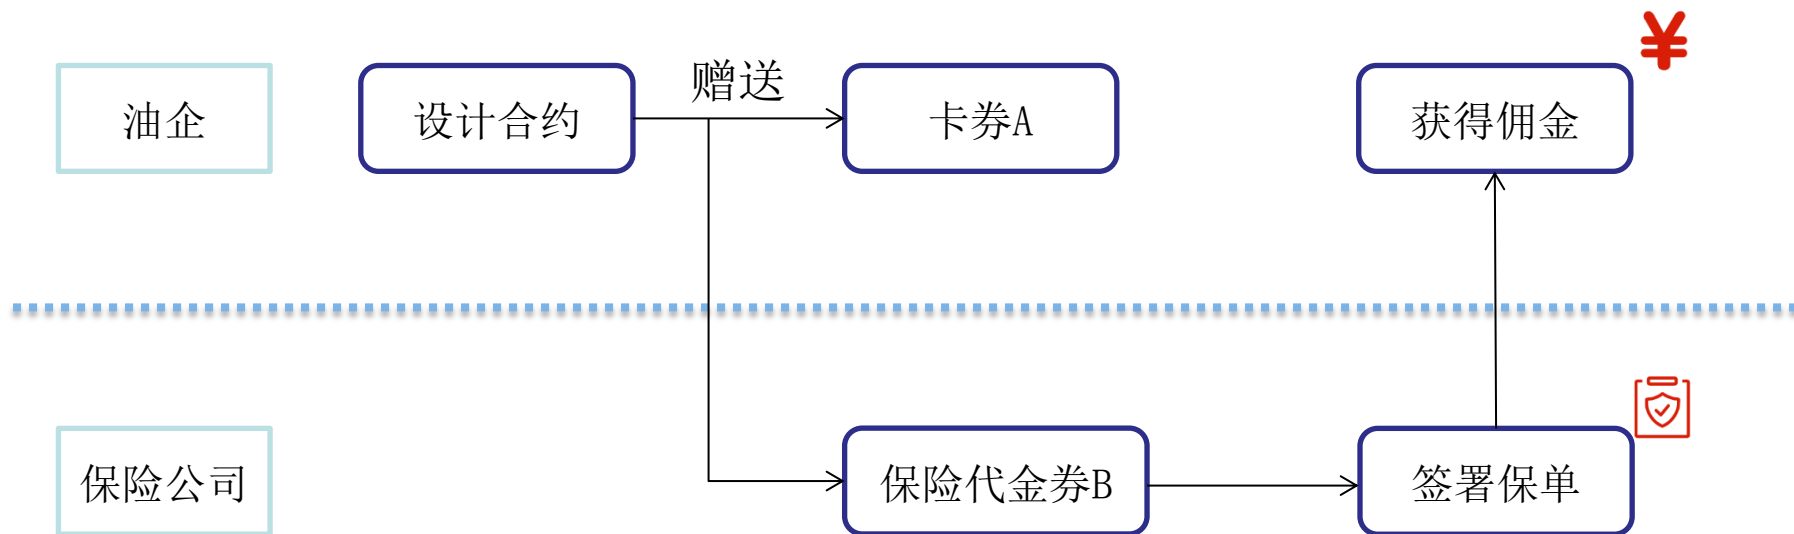 油企
设计合约
赠送
卡券A
获得佣金
保险公司
保险代金券B
签署保单